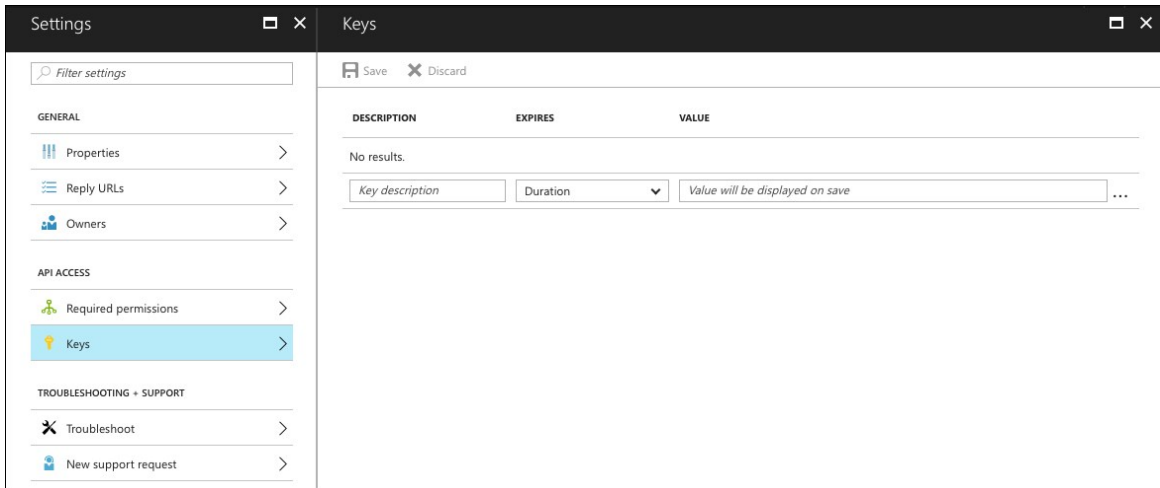 Settings
Filter settings
GENERAL
Properties
Reply URLs
Owners
API ACCESS
Required permissions
Keys
TROUBLESHOOTING + SUPPORT
Troubleshoot
New support request
Keys
Save Discard
DESCRIPTION EXPIRES VALUE
No results.
Key description Duration Value will be displayed on save ...